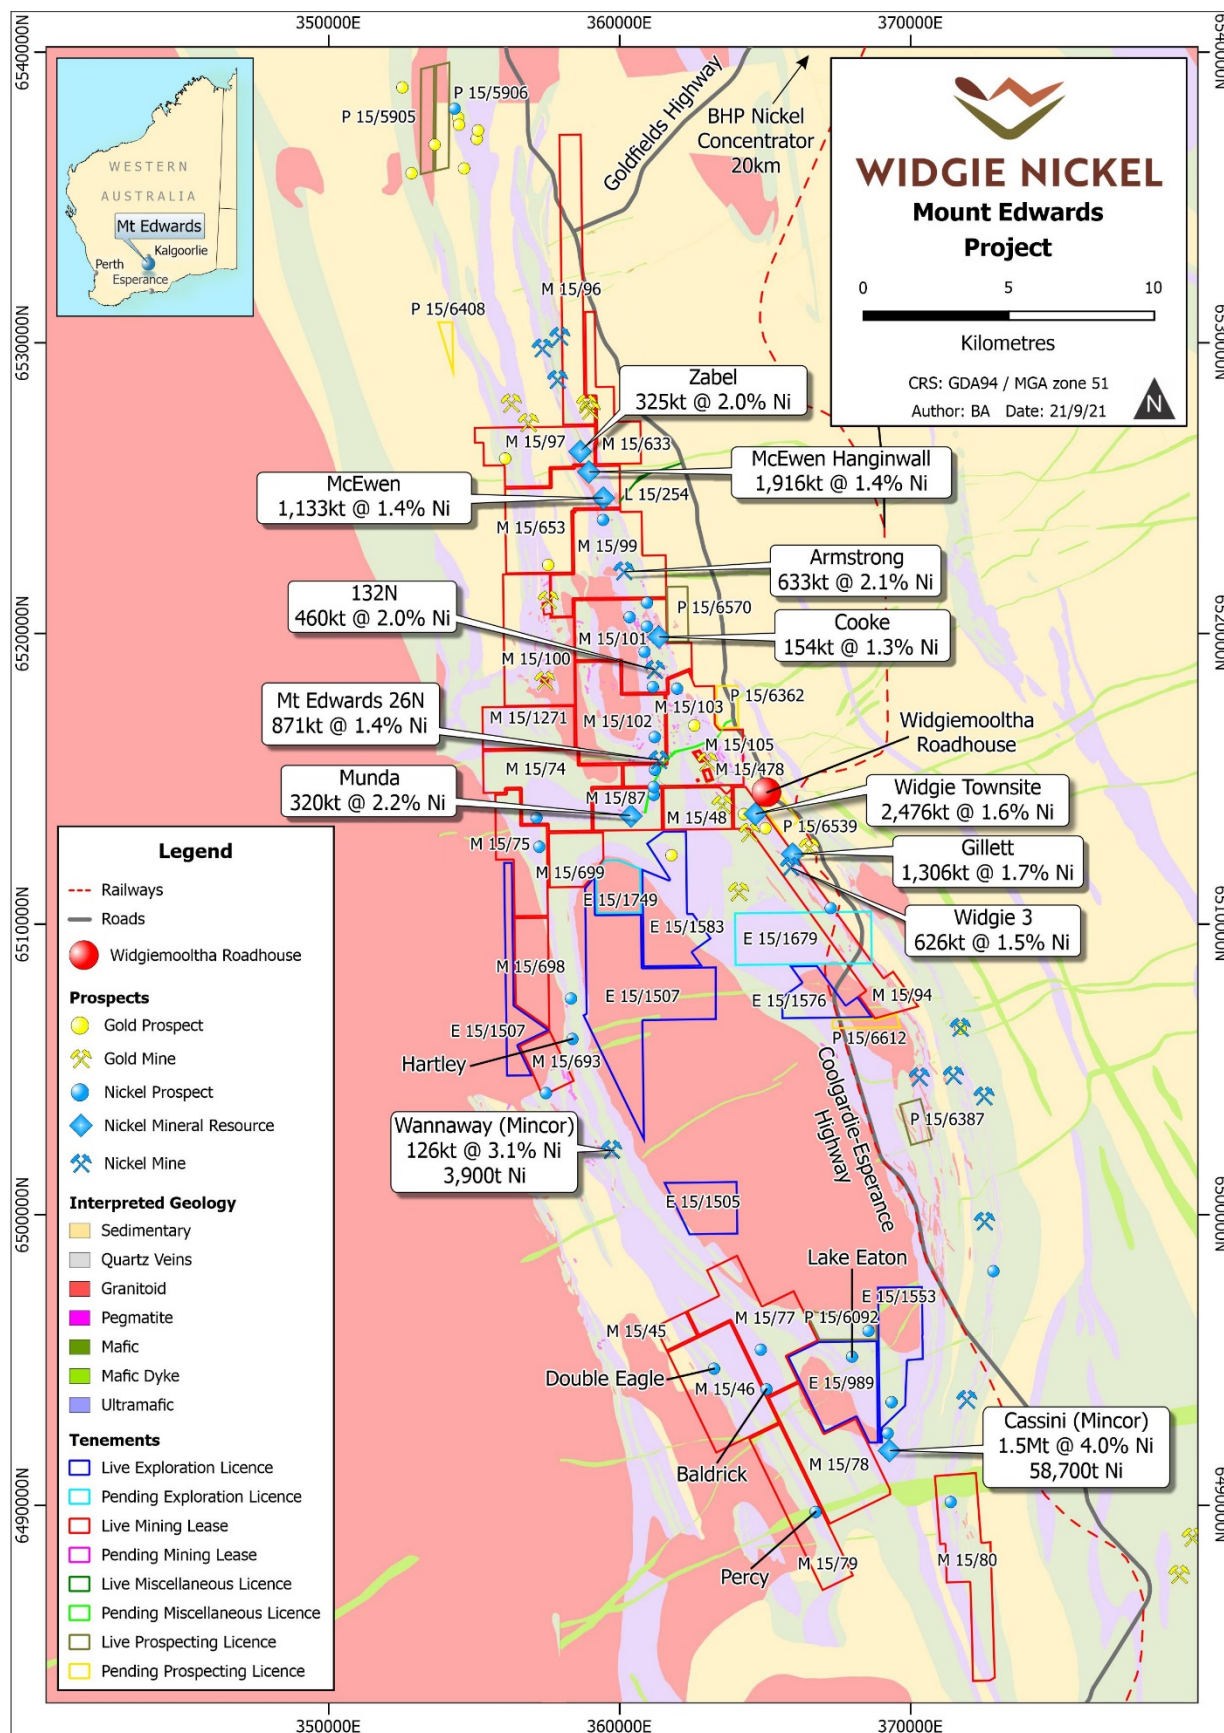 350000E
360000E
370000E
6540000N
6540000N
WESTERN
AUSTRALIA
Mt Edwards
Kalgoorlie
Perth
Esperance
P 15/5906
P 15/5905
Goldfields Highway
BHP Nickel
Concentrator
20km
WIDGIE NICKEL
Mount Edwards
Project
0
5
10
Kilometres
CRS: GDA94 / MGA zone 51
Author: BA Date: 21/9/21
N
M 15/96
P 15/6408
6530000N
6530000N
Zabel
325kt @ 2.0% Ni
M 15/97
M 15/633
McEwen Hanginwall
1,916kt @ 1.4% Ni
McEwen
1,133kt @ 1.4% Ni
L 15/254
M 15/653
M 15/99
Armstrong
633kt @ 2.1% Ni
132N
460kt @ 2.0% Ni
P 15/6570
6520000N
6520000N
M 15/101
Cooke
154kt @ 1.3% Ni
M 15/100
P 15/6362
Mt Edwards 26N
871kt @ 1.4% Ni
M 15/1271
M 15/102
M 15/103
M 15/105
Widgiemooltha
Roadhouse
M 15/74
M 15/478
Munda
320kt @ 2.2% Ni
M 15/87
M 15/48
Widgie Townsite
2,476kt @ 1.6% Ni
P 15/6539
M 15/75
Gillett
1,306kt @ 1.7% Ni
M 15/699
E 15/1749
Widgie 3
626kt @ 1.5% Ni
6510000N
6510000N
E 15/1583
E 15/1679
M 15/698
E 15/1507
E 15/1576
M 15/94
E 15/1507
P 15/6612
Hartley
M 15/693
Coolgardie-Esperance
Highway
P 15/6387
Wannaway (Mincor)
126kt @ 3.1% Ni
3,900t Ni
6500000N
6500000N
E 15/1505
Lake Eaton
E 15/1553
M 15/77
P 15/6092
M 15/45
Double Eagle
M 15/46
E 15/989
Cassini (Mincor)
1.5Mt @ 4.0% Ni
58,700t Ni
Baldrick
M 15/78
6490000N
6490000N
Percy
M 15/79
M 15/80
Legend
Railways
Roads
Widgiemooltha Roadhouse
Prospects
Gold Prospect
Gold Mine
Nickel Prospect
Nickel Mineral Resource
Nickel Mine
Interpreted Geology
Sedimentary
Quartz Veins
Granitoid
Pegmatite
Mafic
Mafic Dyke
Ultramafic
Tenements
Live Exploration Licence
Pending Exploration Licence
Live Mining Lease
Pending Mining Lease
Live Miscellaneous Licence
Pending Miscellaneous Licence
Live Prospecting Licence
Pending Prospecting Licence
350000E
360000E
370000E